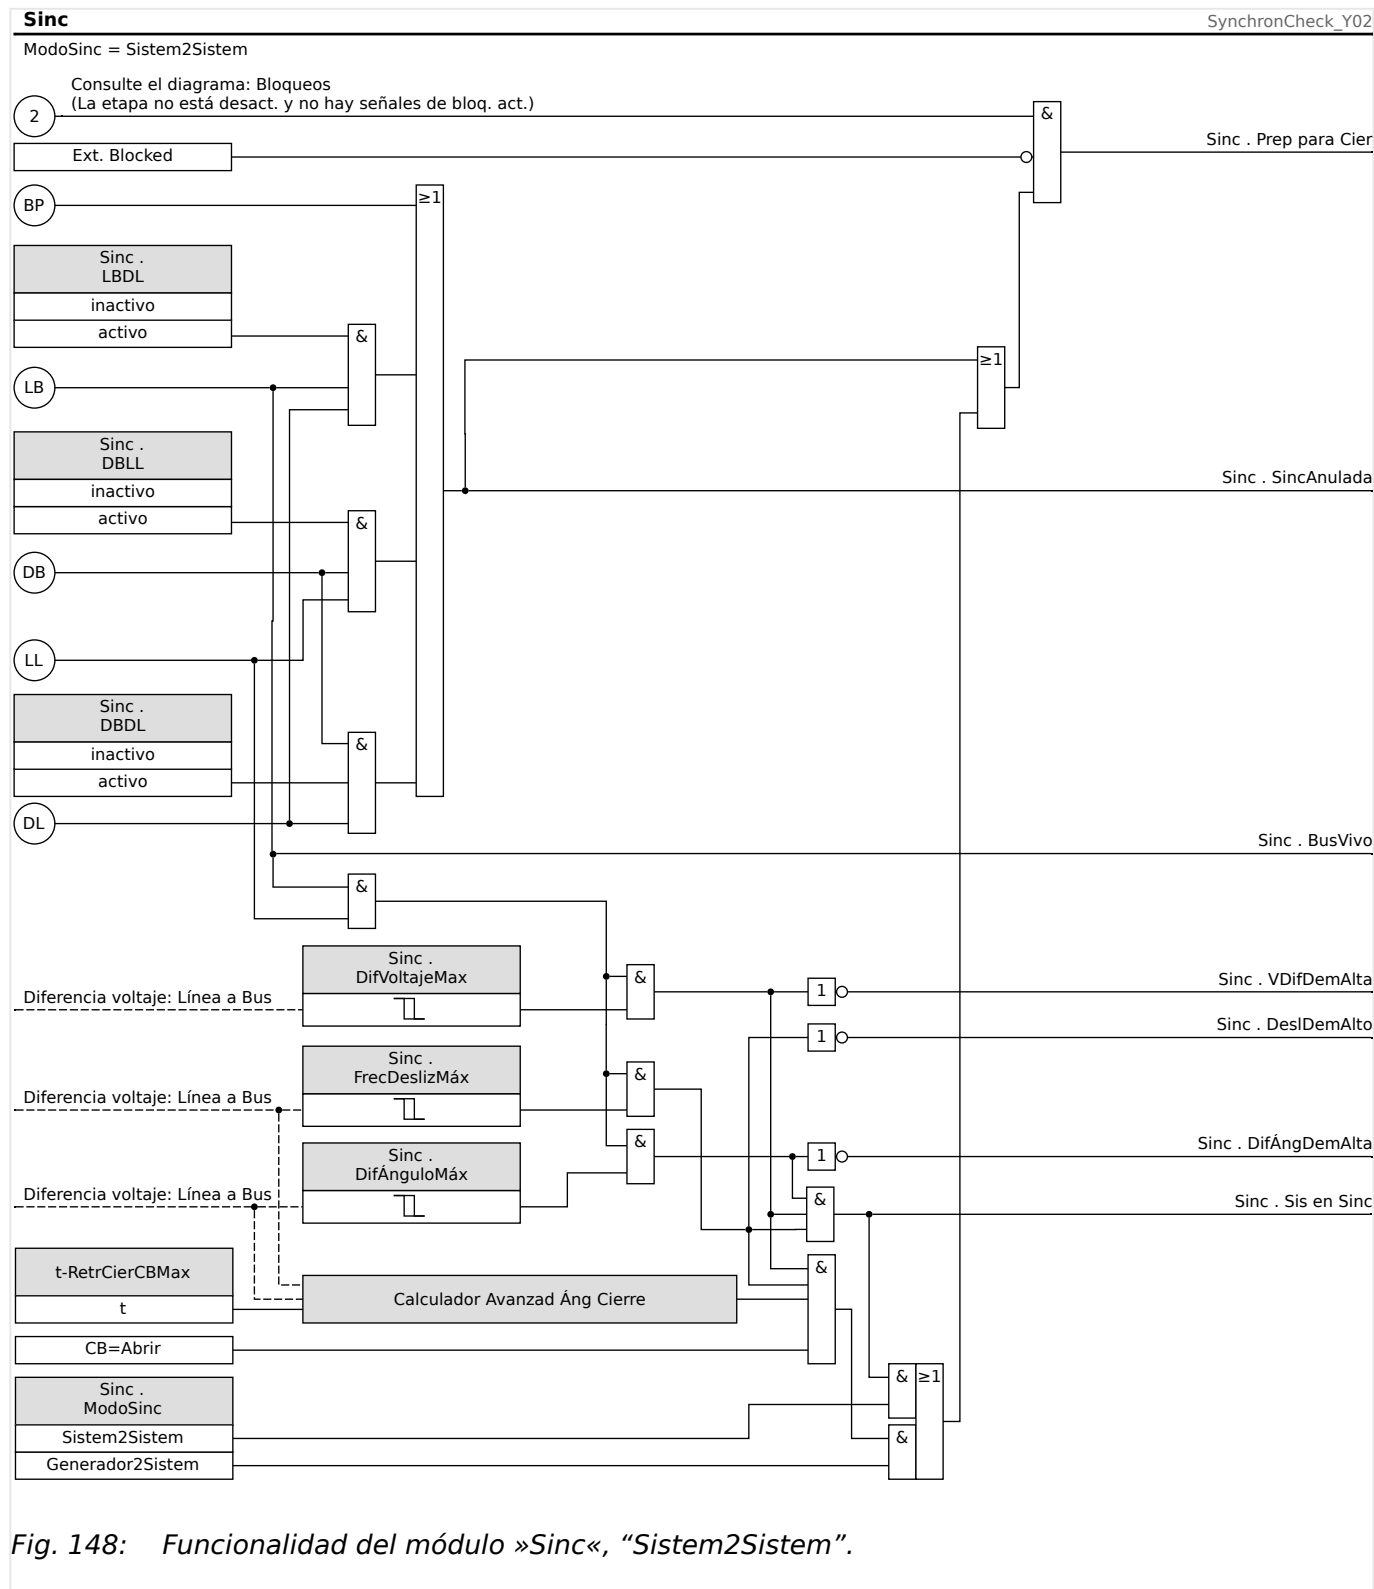 Sinc
SynchronCheck_Y02
ModoSinc = Sistem2Sistem
Consulte el diagrama: Bloqueos
(La etapa no está desact. y no hay señales de bloq. act.)
2
&
Sinc . Prep para Cier
Ext. Blocked
BP
≥1
Sinc .
LBDL
inactivo
activo
&
≥1
LB
Sinc .
DBLL
inactivo
activo
&
Sinc . SincAnulada
DB
LL
Sinc .
DBDL
inactivo
activo
&
DL
Sinc . BusVivo
&
Sinc .
DifVoltajeMax
Diferencia voltaje: Línea a Bus
&
1
Sinc . VDifDemAlta
1
Sinc . DeslDemAlto
Sinc .
FrecDeslizMáx
Diferencia voltaje: Línea a Bus
&
Sinc .
DifÁnguloMáx
Diferencia voltaje: Línea a Bus
&
1
Sinc . DifÁngDemAlta
&
Sinc . Sis en Sinc
t-RetrCierCBMax
t
Calculador Avanzad Áng Cierre
&
CB=Abrir
Sinc .
ModoSinc
Sistem2Sistem
Generador2Sistem
&
≥1
&
Fig. 148: Funcionalidad del módulo »Sinc«, “Sistem2Sistem”.